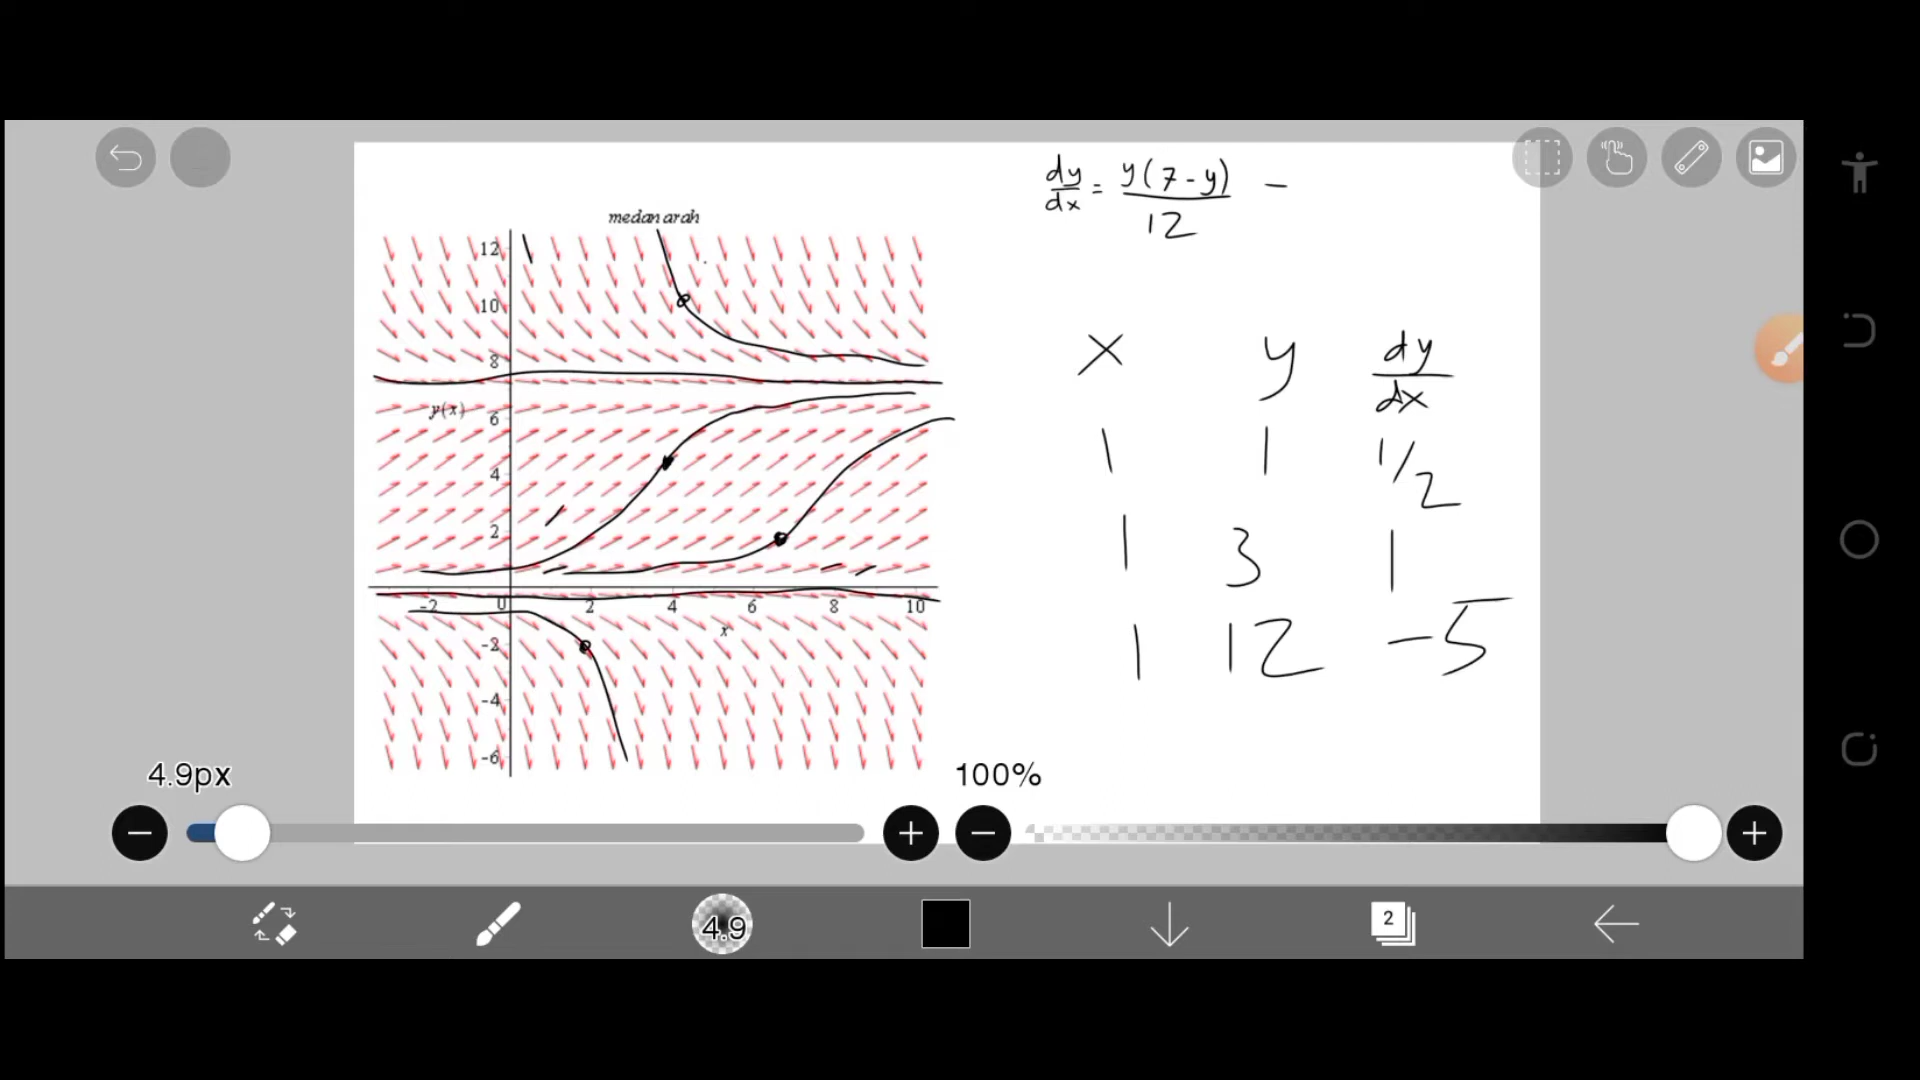 dy/dx = y(7-y)/12 -
medan arah
12
10
8
y(x)
6
4
2
-2 0 2 4 6 8 10
x
-2
-4
-6
x y dy/dx
1 1 1/2
1 3 1
1 12 -5
4.9px 100%
4.9 2